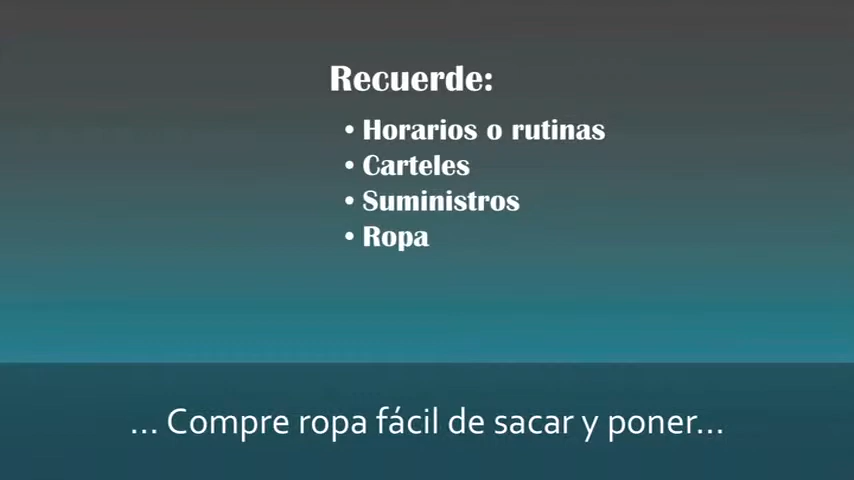 Recuerde:
• Horarios o rutinas
• Carteles
• Suministros
• Ropa
... Compre ropa fácil de sacar y poner...